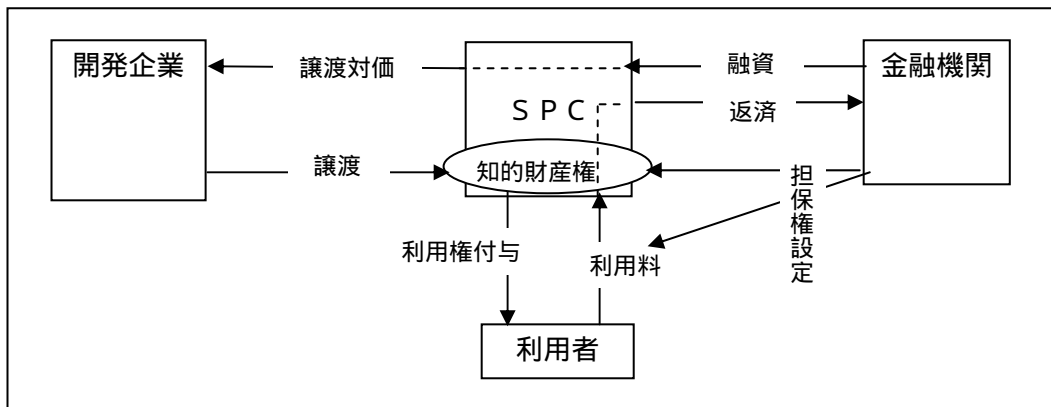 開発企業
譲渡対価
融資
金融機関
ＳＰＣ
返済
譲渡
知的財産権
担保権設定
利用権付与
利用料
利用者